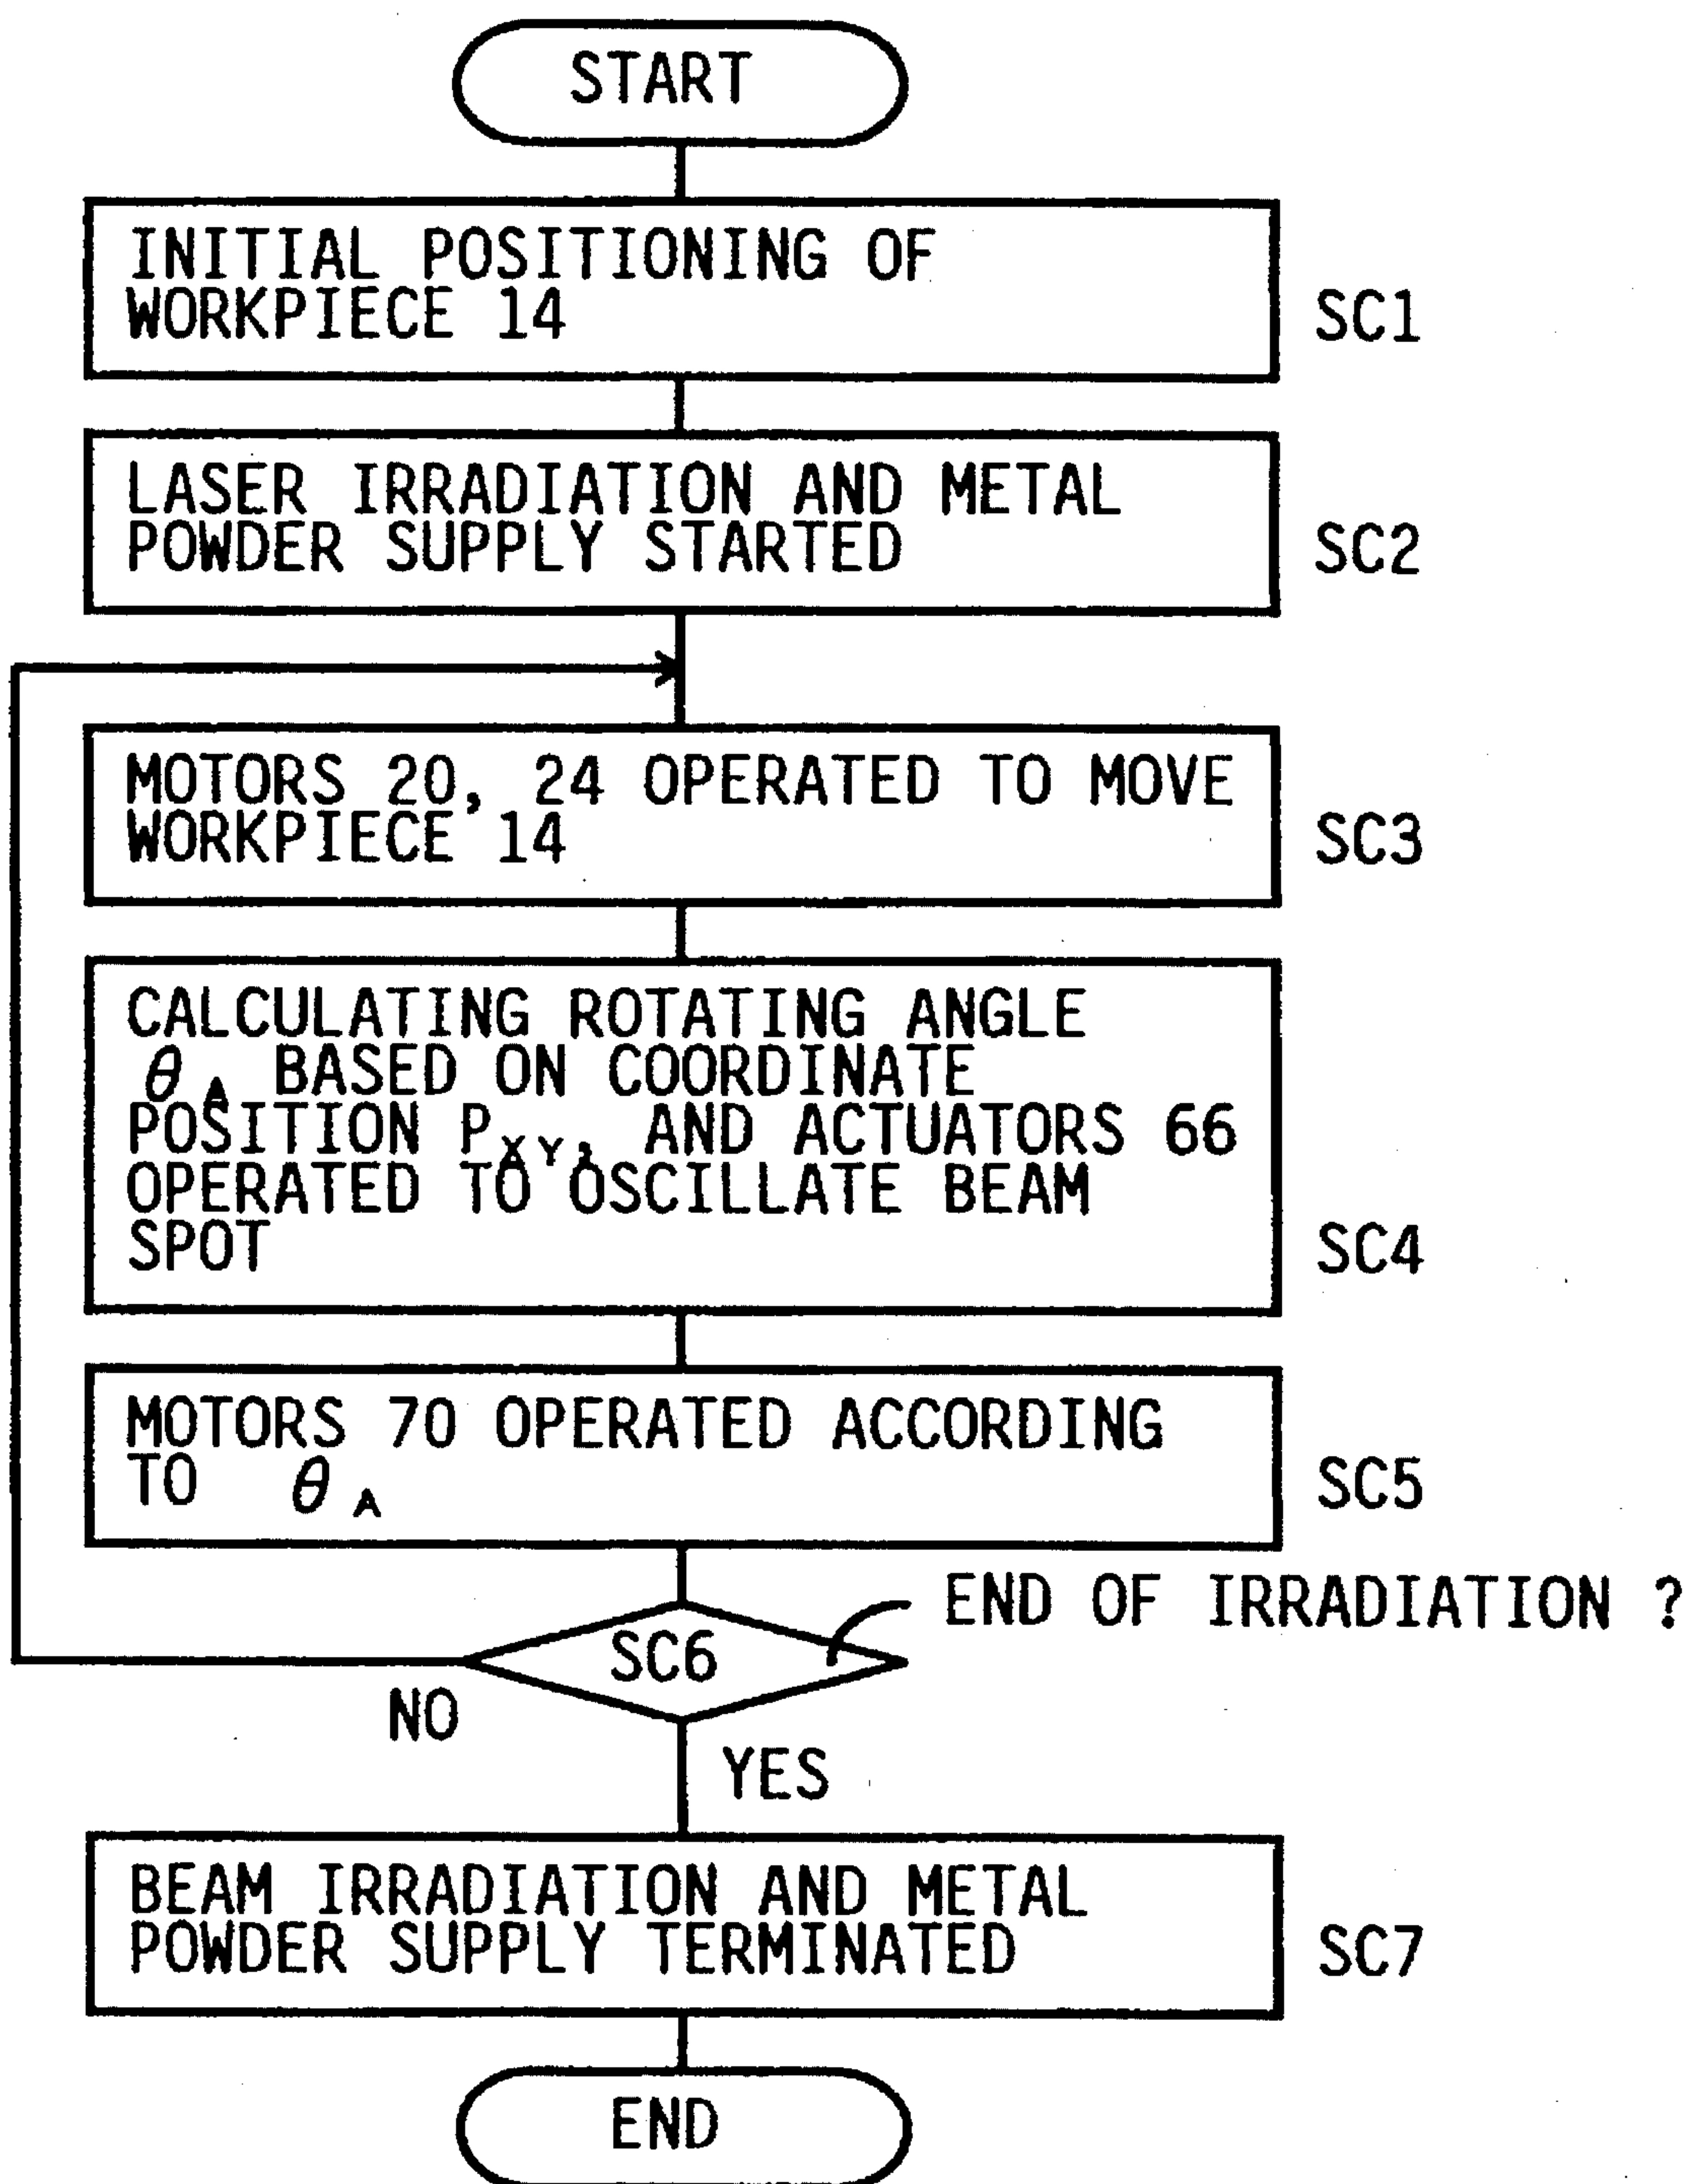 START
INITIAL POSITIONING OF
WORKPIECE 14
SC1
LASER IRRADIATION AND METAL
POWDER SUPPLY STARTED
SC2
MOTORS 20, 24 OPERATED TO MOVE
WORKPIECE 14
SC3
CALCULATING ROTATING ANGLE
θA BASED ON COORDINATE
POSITION PXY, AND ACTUATORS 66
OPERATED TO OSCILLATE BEAM
SPOT
SC4
MOTORS 70 OPERATED ACCORDING
TO θA
SC5
END OF IRRADIATION ?
SC6
NO
YES
BEAM IRRADIATION AND METAL
POWDER SUPPLY TERMINATED
SC7
END